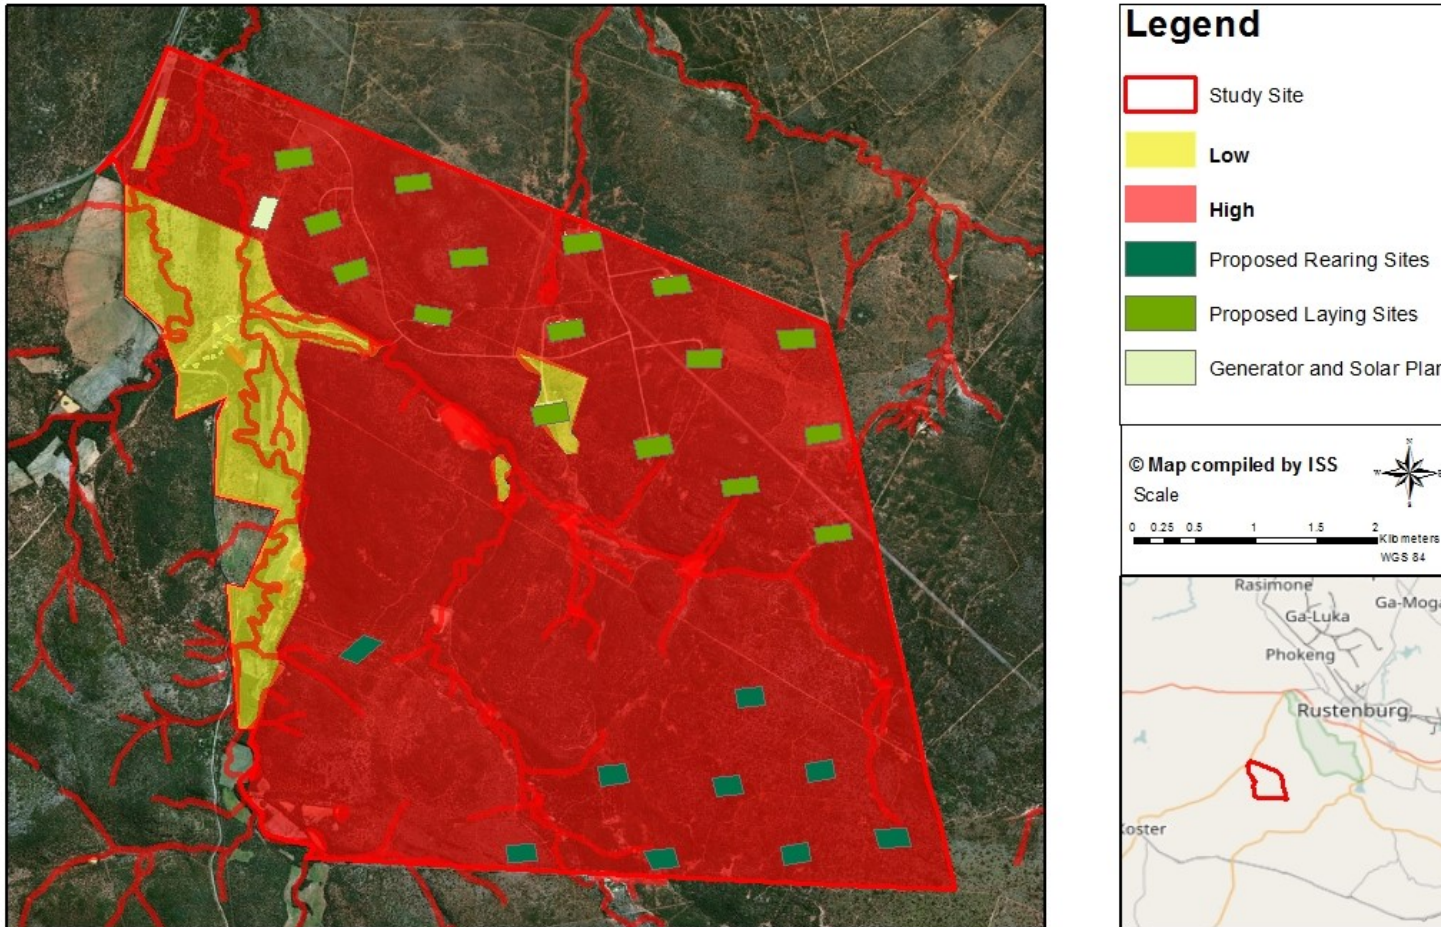 Legend
Study Site
Low
High
Proposed Rearing Sites
Proposed Laying Sites
Generator and Solar Plan
© Map compiled by ISS
Scale
N
W
E
S
0 0.25 0.5 1 1.5 2
Kilometers
WGS 84
Rasimone
Ga-Luka
Ga-Moga
Phokeng
Rustenburg
Koster